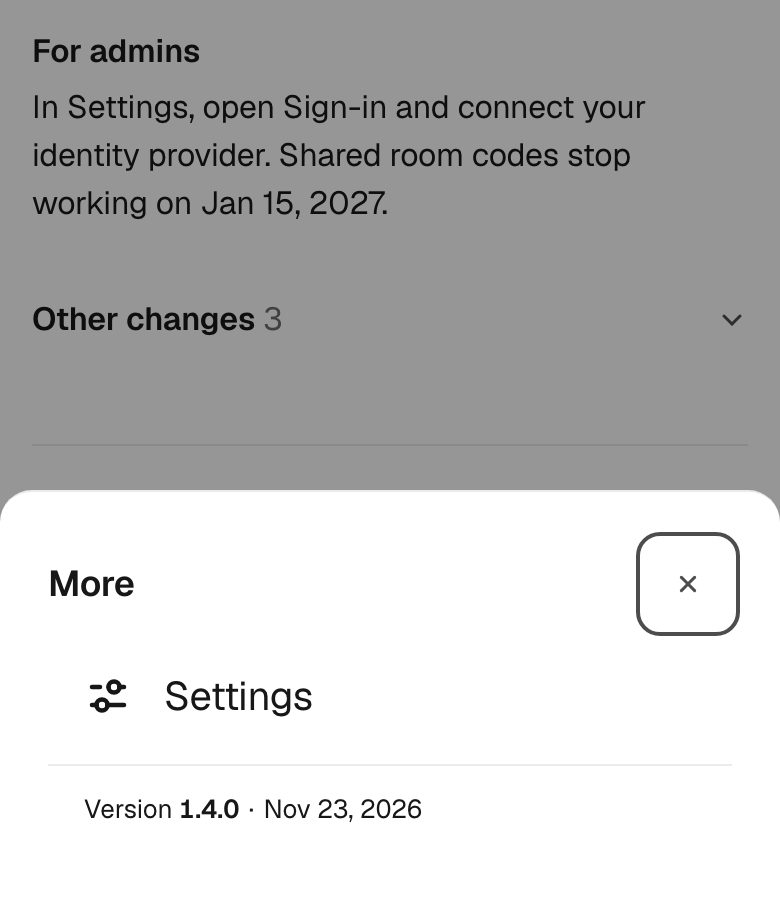 For admins
In Settings, open Sign-in and connect your
identity provider. Shared room codes stop
working on Jan 15, 2027.
Other changes 3
More
Settings
Version 1.4.0 · Nov 23, 2026